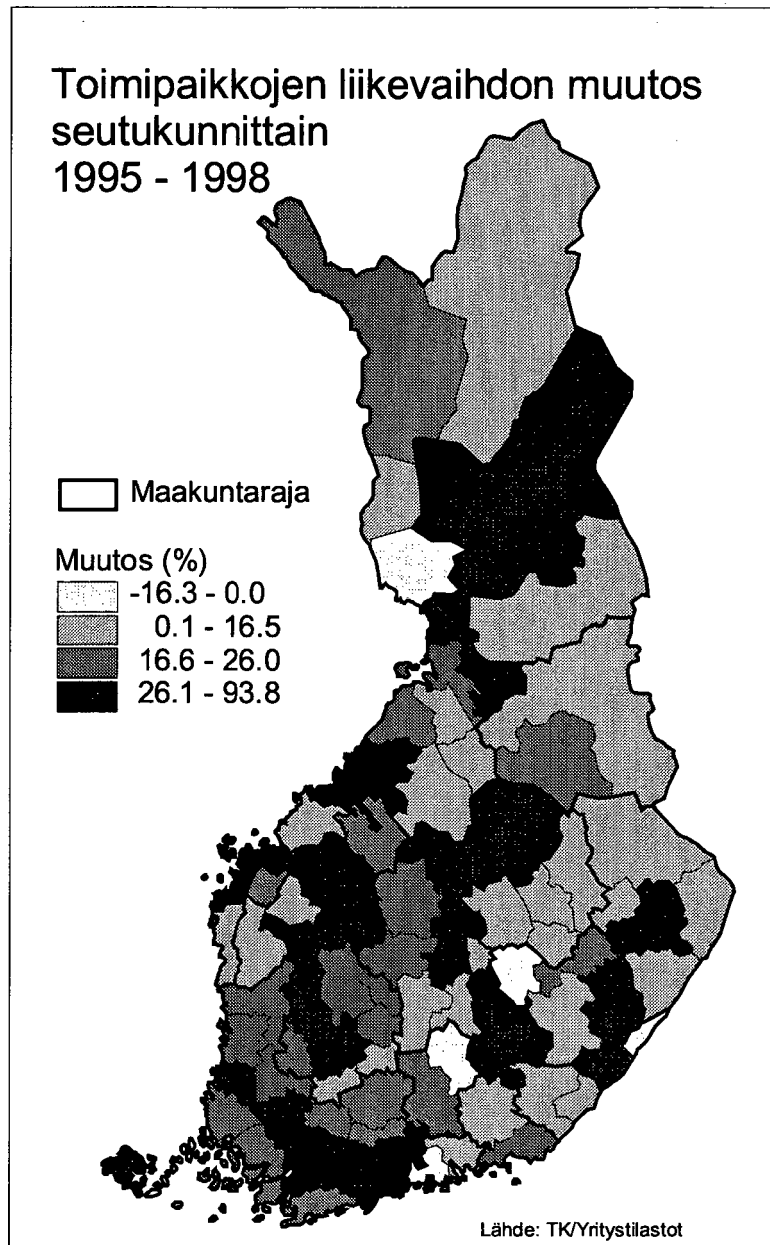 Toimipaikkojen liikevaihdon muutos
seutukunnittain
1995 - 1998
Maakuntaraja
Muutos (%)
-16.3 - 0.0
0.1 - 16.5
16.6 - 26.0
26.1 - 93.8
Lähde: TK/Yritystilastot